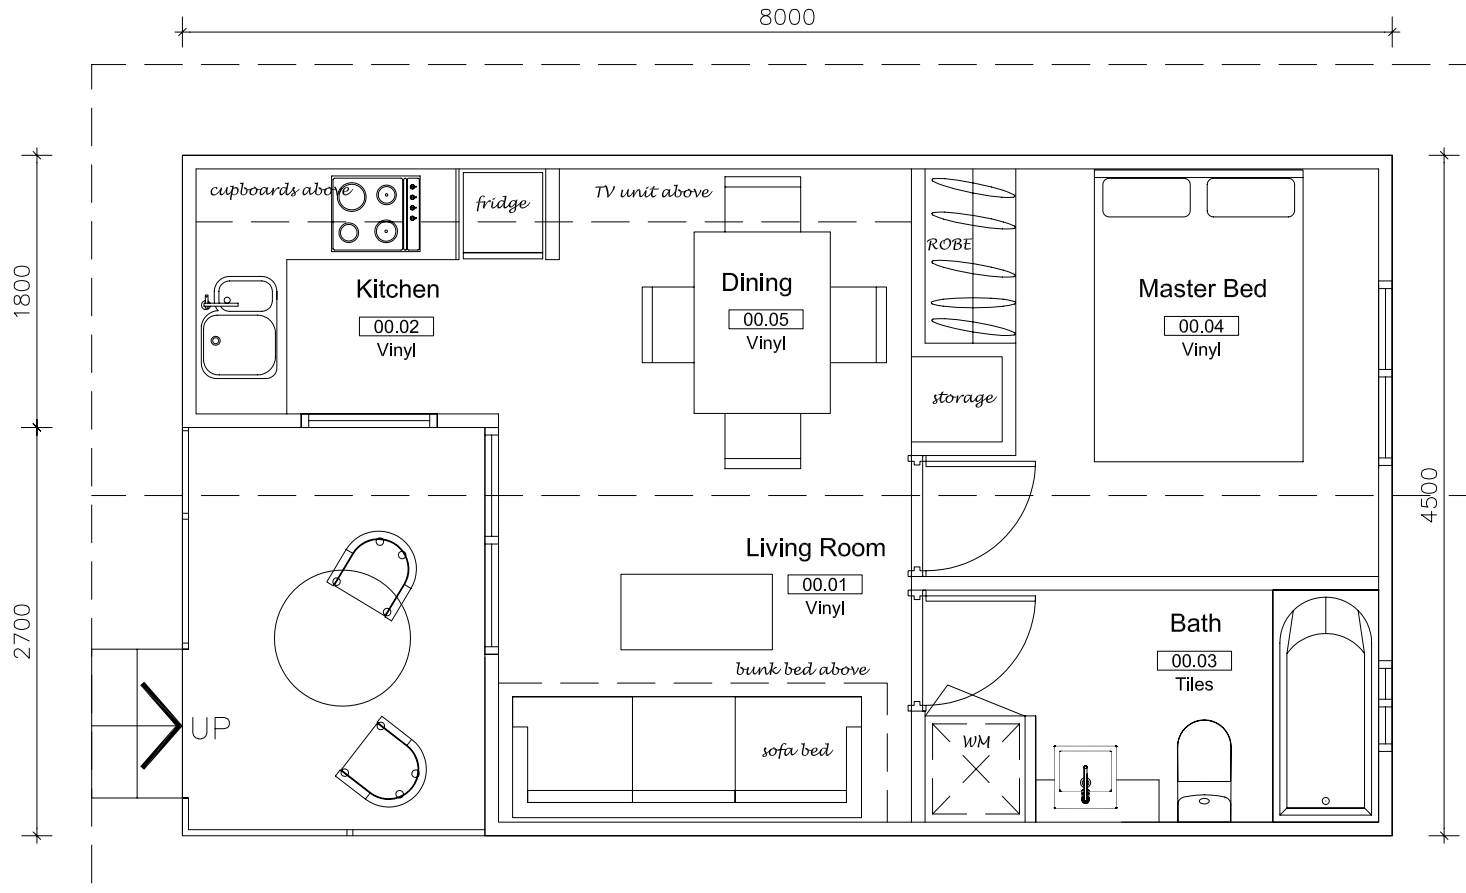 8000
cupboards above
fridge
TV unit above
ROBE
Kitchen
00.02
Vinyl
Dining
00.05
Vinyl
Master Bed
00.04
Vinyl
1800
storage
4500
Living Room
00.01
Vinyl
2700
Bath
00.03
Tiles
bunk bed above
UP
sofa bed
WM